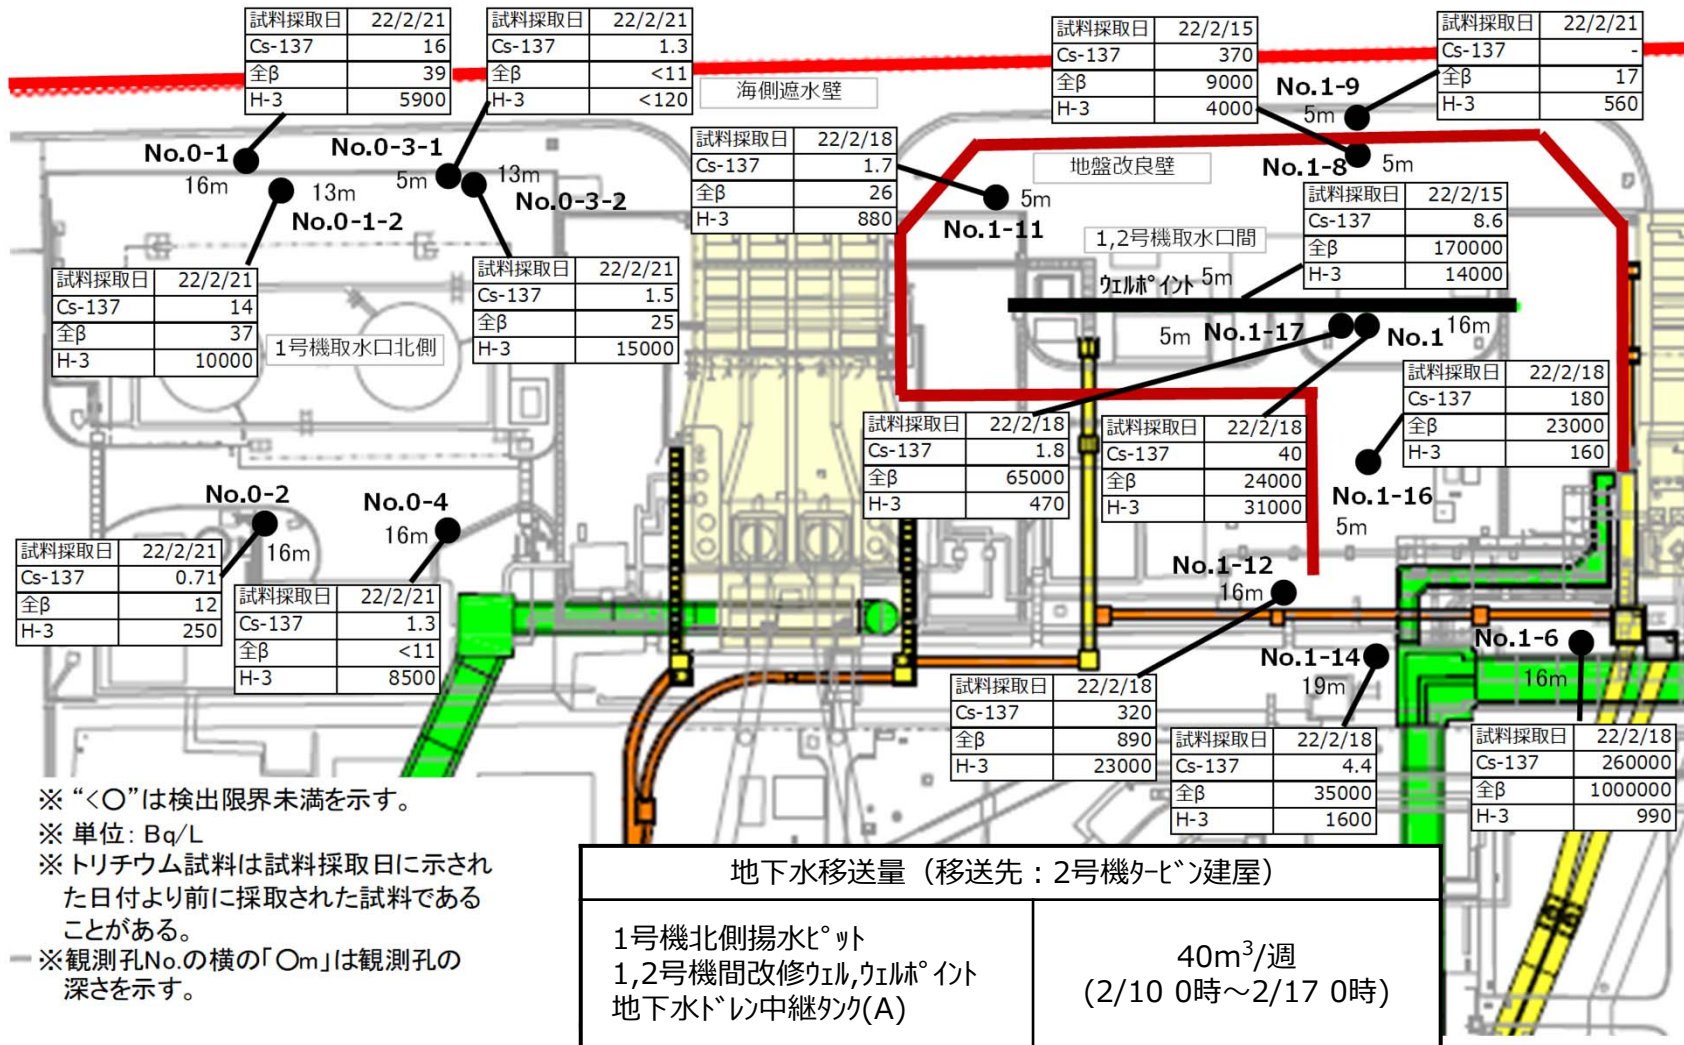 試料採取日 22/2/21
Cs-137 16
全β 39
H-3 5900
試料採取日 22/2/21
Cs-137 1.3
全β <11
H-3 <120
海側遮水壁
試料採取日 22/2/15
Cs-137 370
全β 9000
H-3 4000
試料採取日 22/2/21
Cs-137 -
全β 17
H-3 560
No.1-9
5m
No.0-1
16m
No.0-3-1
5m
13m
No.0-1-2
13m
No.0-3-2
試料採取日 22/2/18
Cs-137 1.7
全β 26
H-3 880
地盤改良壁
No.1-8
5m
5m
No.1-11
試料採取日 22/2/15
Cs-137 8.6
全β 170000
H-3 14000
1,2号機取水口間
ウェルポイント 5m
試料採取日 22/2/21
Cs-137 14
全β 37
H-3 10000
1号機取水口北側
試料採取日 22/2/21
Cs-137 1.5
全β 25
H-3 15000
5m
No.1-17
No.1
16m
試料採取日 22/2/18
Cs-137 180
全β 23000
H-3 160
試料採取日 22/2/18
Cs-137 1.8
全β 65000
H-3 470
試料採取日 22/2/18
Cs-137 40
全β 24000
H-3 31000
No.1-16
5m
No.0-2
16m
No.0-4
16m
試料採取日 22/2/21
Cs-137 0.71
全β 12
H-3 250
試料採取日 22/2/21
Cs-137 1.3
全β <11
H-3 8500
No.1-12
16m
No.1-14
19m
No.1-6
16m
試料採取日 22/2/18
Cs-137 320
全β 890
H-3 23000
試料採取日 22/2/18
Cs-137 4.4
全β 35000
H-3 1600
試料採取日 22/2/18
Cs-137 260000
全β 1000000
H-3 990
※ “<〇”は検出限界未満を示す。
※ 単位: Bq/L
※ トリチウム試料は試料採取日に示され
た日付より前に採取された試料である
ことがある。
※観測孔No.の横の「〇m」は観測孔の
深さを示す。
地下水移送量（移送先：2号機タービン建屋）
1号機北側揚水ピット
1,2号機間改修ウェル,ウェルポイント
地下水ドレン中継タンク(A)
40m³/週
(2/10 0時～2/17 0時)